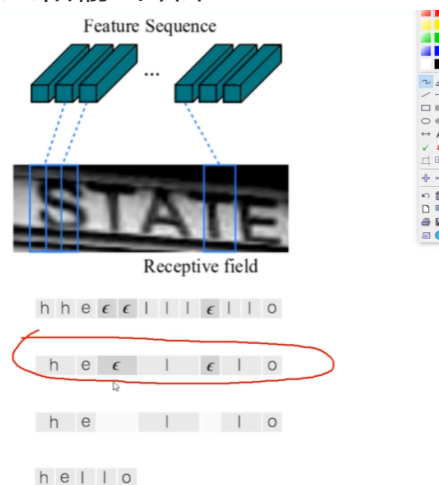 Feature Sequence
...
STATE
Receptive field
h h e ϵ ϵ l l l ϵ l l o
h e ϵ l ϵ l o
h e l l o
h e l l o